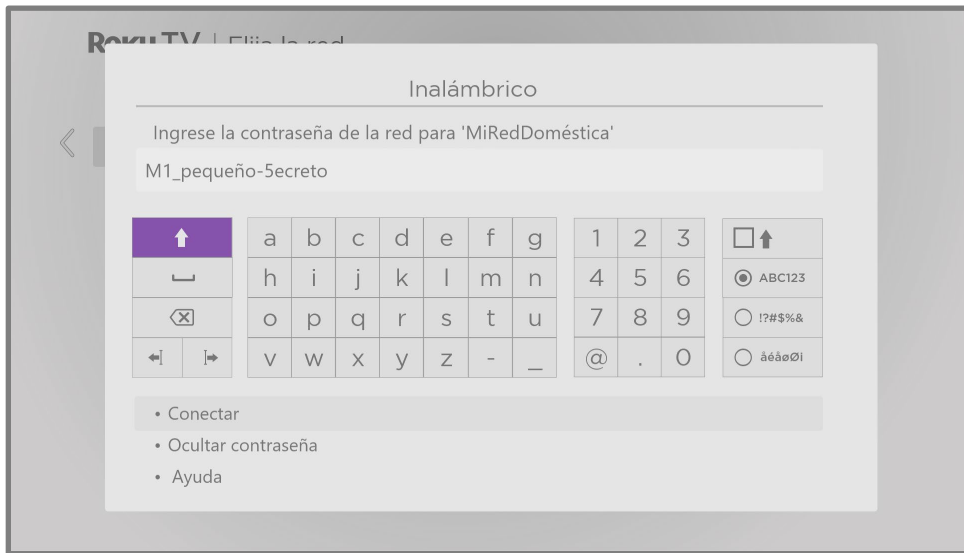 Roku TV | Elija la red
Inalámbrico
Ingrese la contraseña de la red para 'MiRedDoméstica'
M1_pequeño-5ecreto
a b c d e f g 1 2 3
h i j k l m n 4 5 6 ABC123
o p q r s t u 7 8 9 !?#$%&
v w x y z - _ @ . 0 åéåøØi
• Conectar
• Ocultar contraseña
• Ayuda